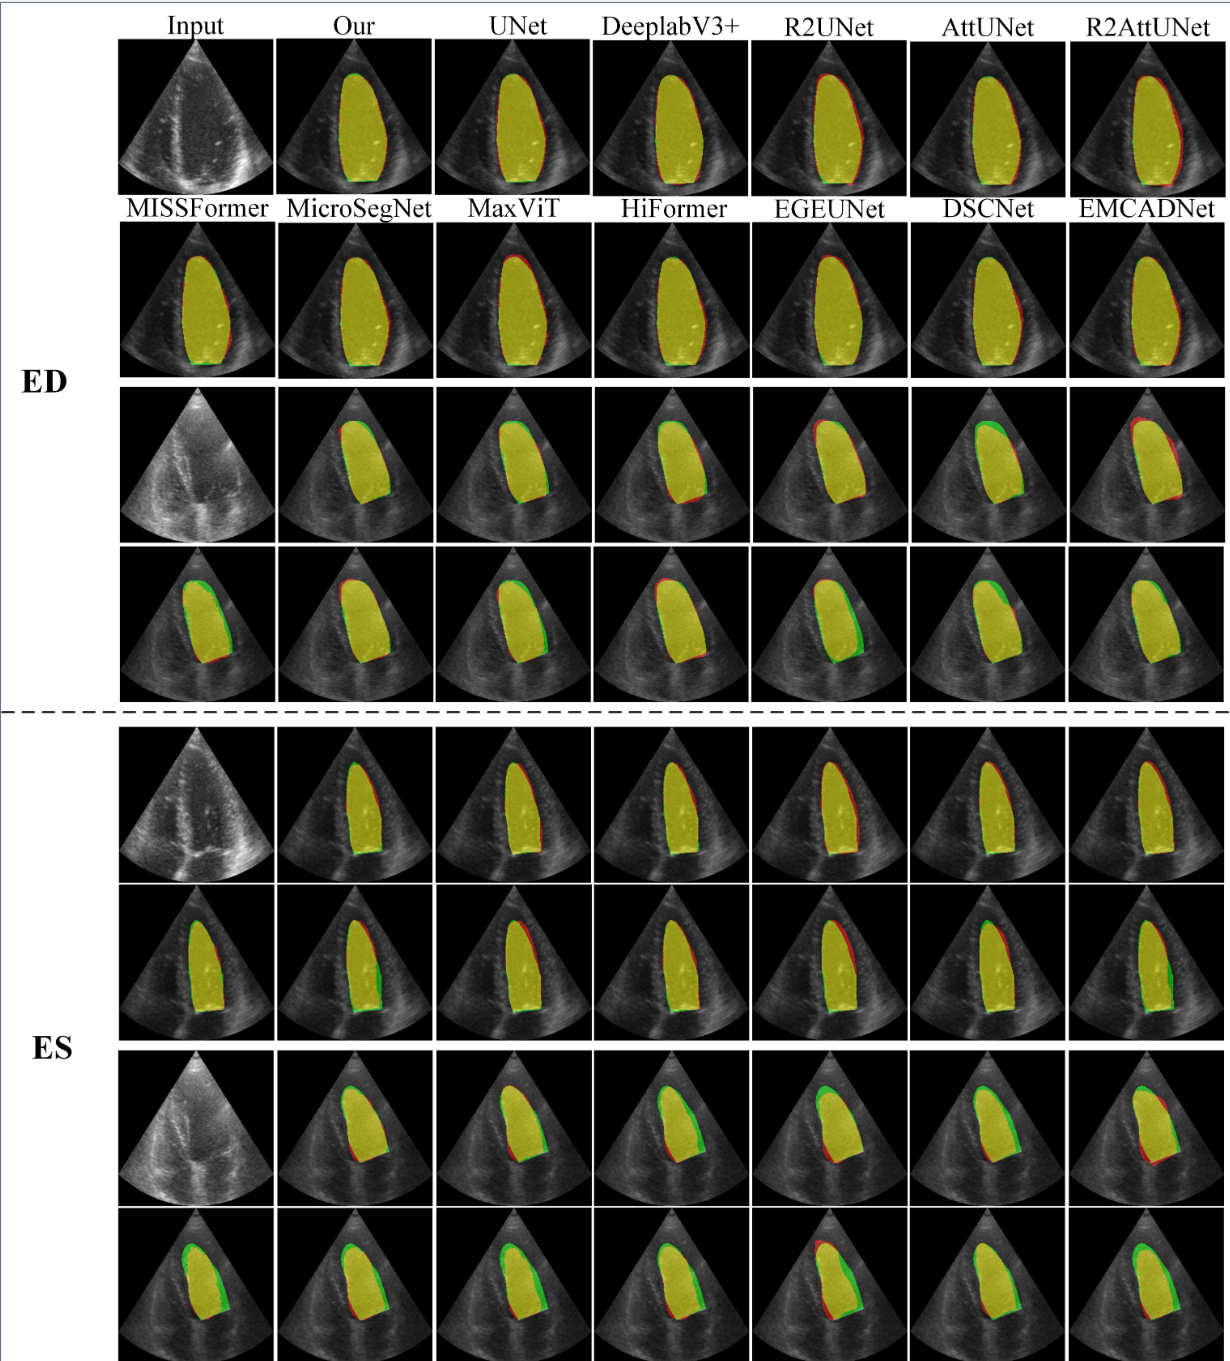 Input Our UNet DeeplabV3+ R2UNet AttUNet R2AttUNet
MISSFormer MicroSegNet MaxViT HiFormer EGEUNet DSCNet EMCADNet
ED
ES